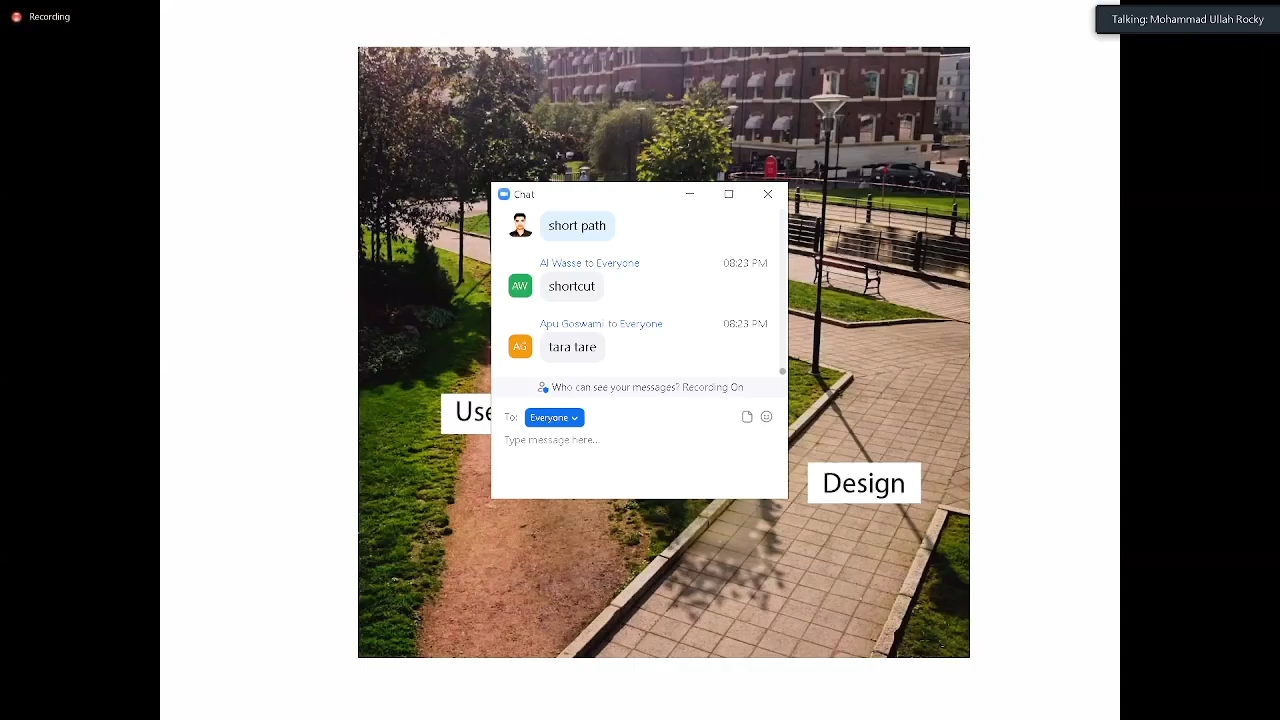 Recording
Talking: Mohammad Ullah Rocky
Chat
short path
Al Wasse to Everyone 08:23 PM
AW
shortcut
Apu Goswami to Everyone 08:23 PM
AG
tara tare
Who can see your messages? Recording On
Use
To: Everyone
Type message here...
Design